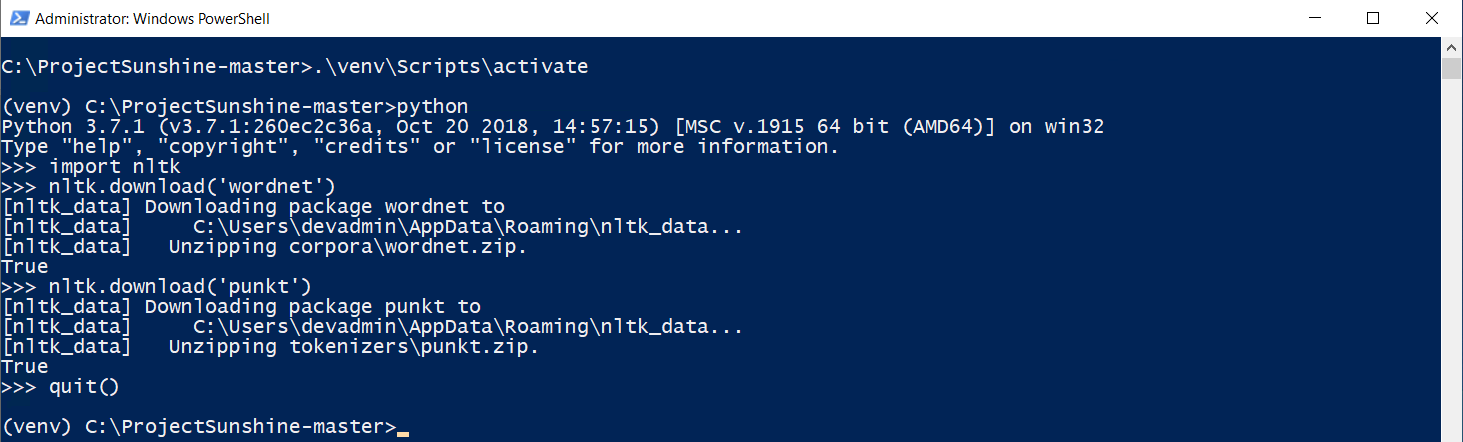 Administrator: Windows PowerShell
C:\ProjectSunshine-master>.\venv\Scripts\activate
(venv) C:\ProjectSunshine-master>python
Python 3.7.1 (v3.7.1:260ec2c36a, Oct 20 2018, 14:57:15) [MSC v.1915 64 bit (AMD64)] on win32
Type "help", "copyright", "credits" or "license" for more information.
>>> import nltk
>>> nltk.download('wordnet')
[nltk_data] Downloading package wordnet to
[nltk_data]     C:\Users\devadmin\AppData\Roaming\nltk_data...
[nltk_data]   Unzipping corpora\wordnet.zip.
True
>>> nltk.download('punkt')
[nltk_data] Downloading package punkt to
[nltk_data]     C:\Users\devadmin\AppData\Roaming\nltk_data...
[nltk_data]   Unzipping tokenizers\punkt.zip.
True
>>> quit()
(venv) C:\ProjectSunshine-master>